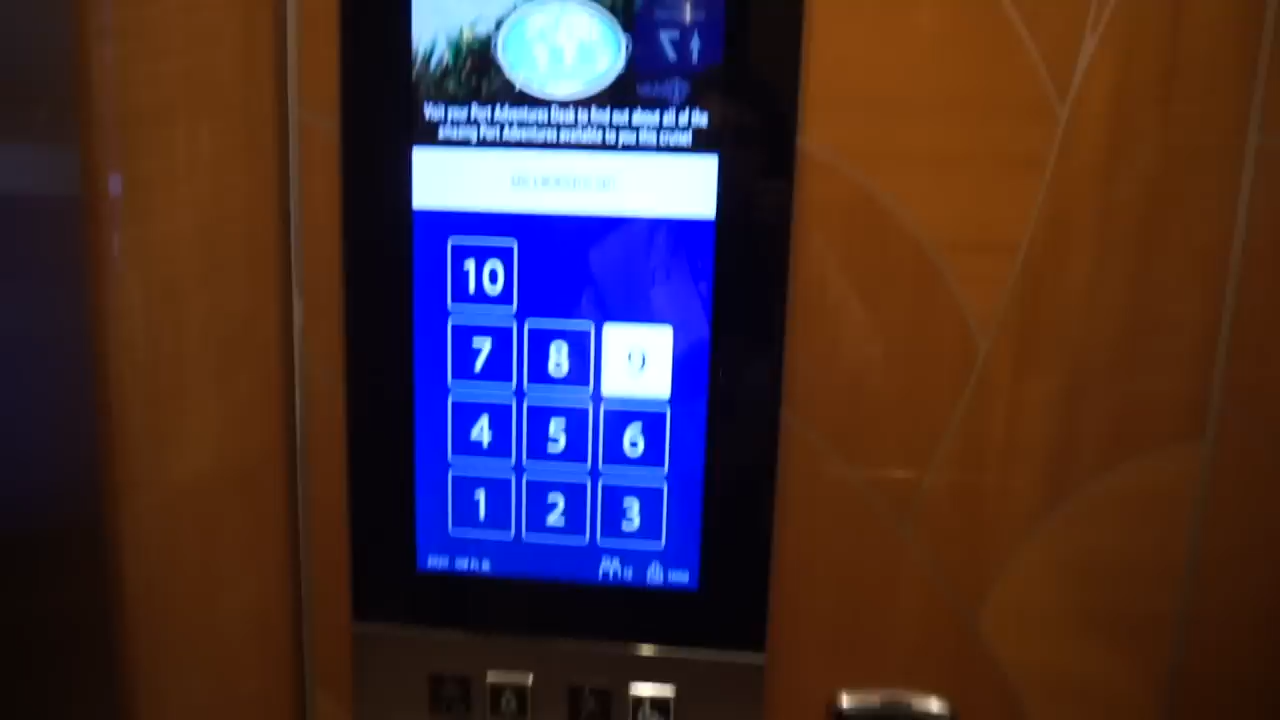 7
Visit your Port Adventures Desk to find out about all of the
amazing Port Adventures available to you this cruise!
10
7 8 9
4 5 6
1 2 3